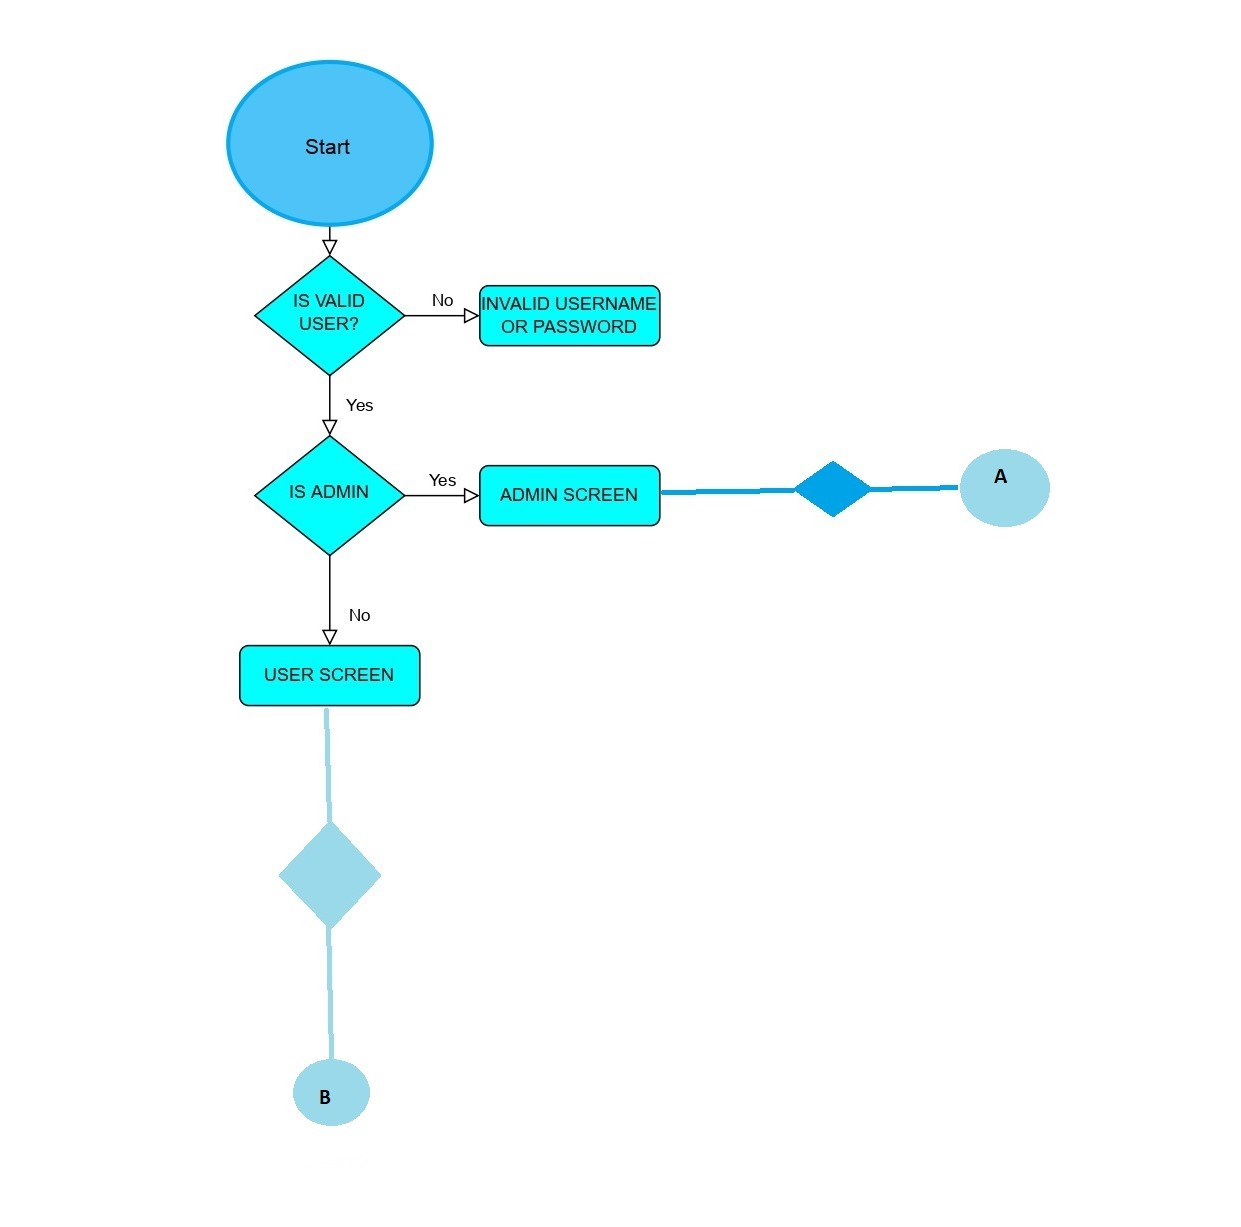 Start
IS VALID
USER?
No
INVALID USERNAME
OR PASSWORD
Yes
IS ADMIN
Yes
ADMIN SCREEN
A
No
USER SCREEN
B